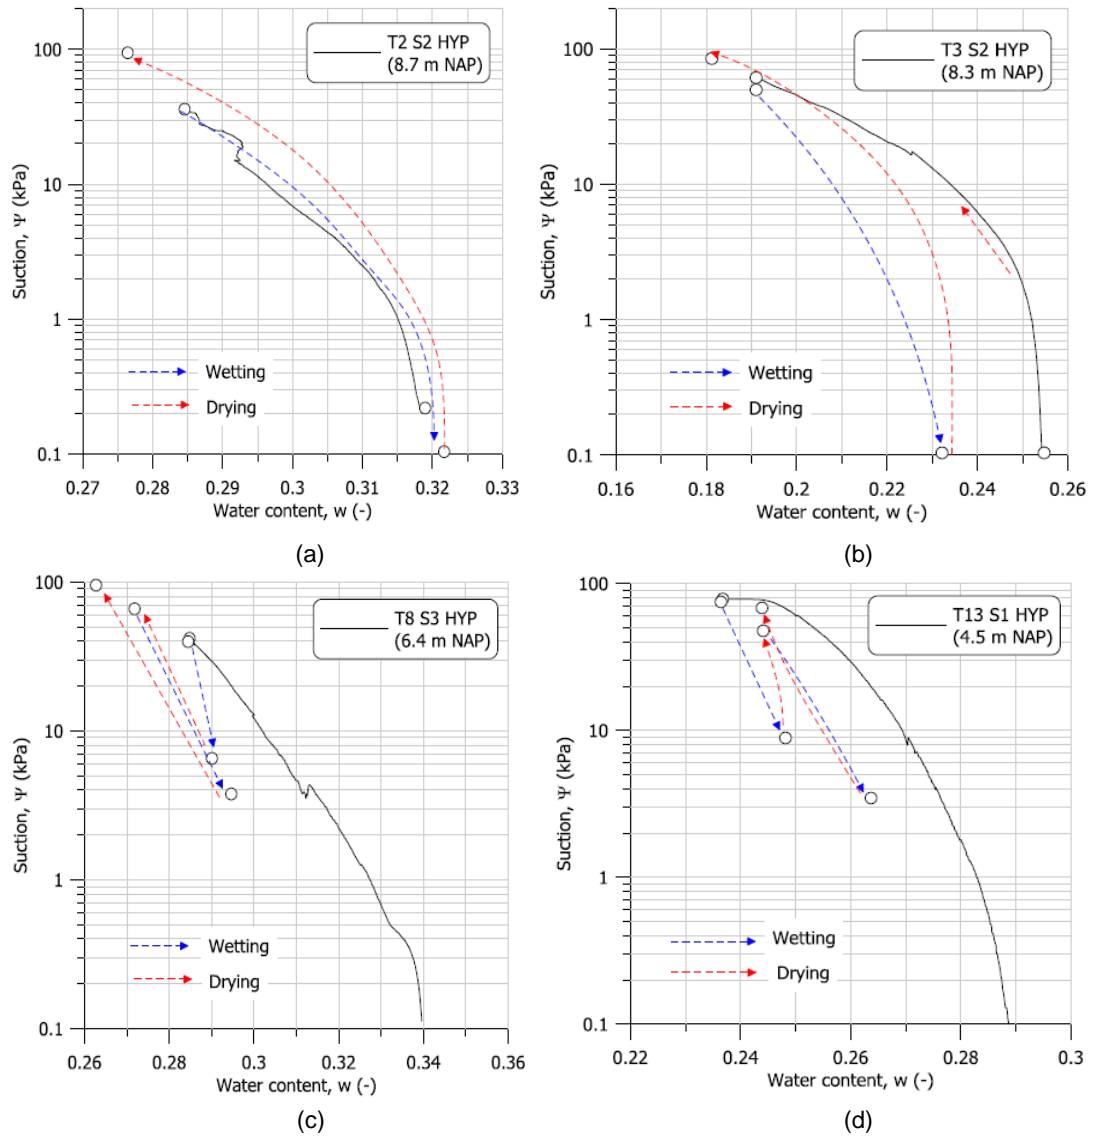 T2 S2 HYP
(8.7 m NAP)
100
10
1
0.1
Suction, Ψ (kPa)
Wetting
Drying
0.27 0.28 0.29 0.3 0.31 0.32 0.33
Water content, w (-)
(a)
T3 S2 HYP
(8.3 m NAP)
100
10
1
0.1
Suction, Ψ (kPa)
Wetting
Drying
0.16 0.18 0.2 0.22 0.24 0.26
Water content, w (-)
(b)
T8 S3 HYP
(6.4 m NAP)
100
10
1
0.1
Suction, Ψ (kPa)
Wetting
Drying
0.26 0.28 0.3 0.32 0.34 0.36
Water content, w (-)
(c)
T13 S1 HYP
(4.5 m NAP)
100
10
1
0.1
Suction, Ψ (kPa)
Wetting
Drying
0.22 0.24 0.26 0.28 0.3
Water content, w (-)
(d)